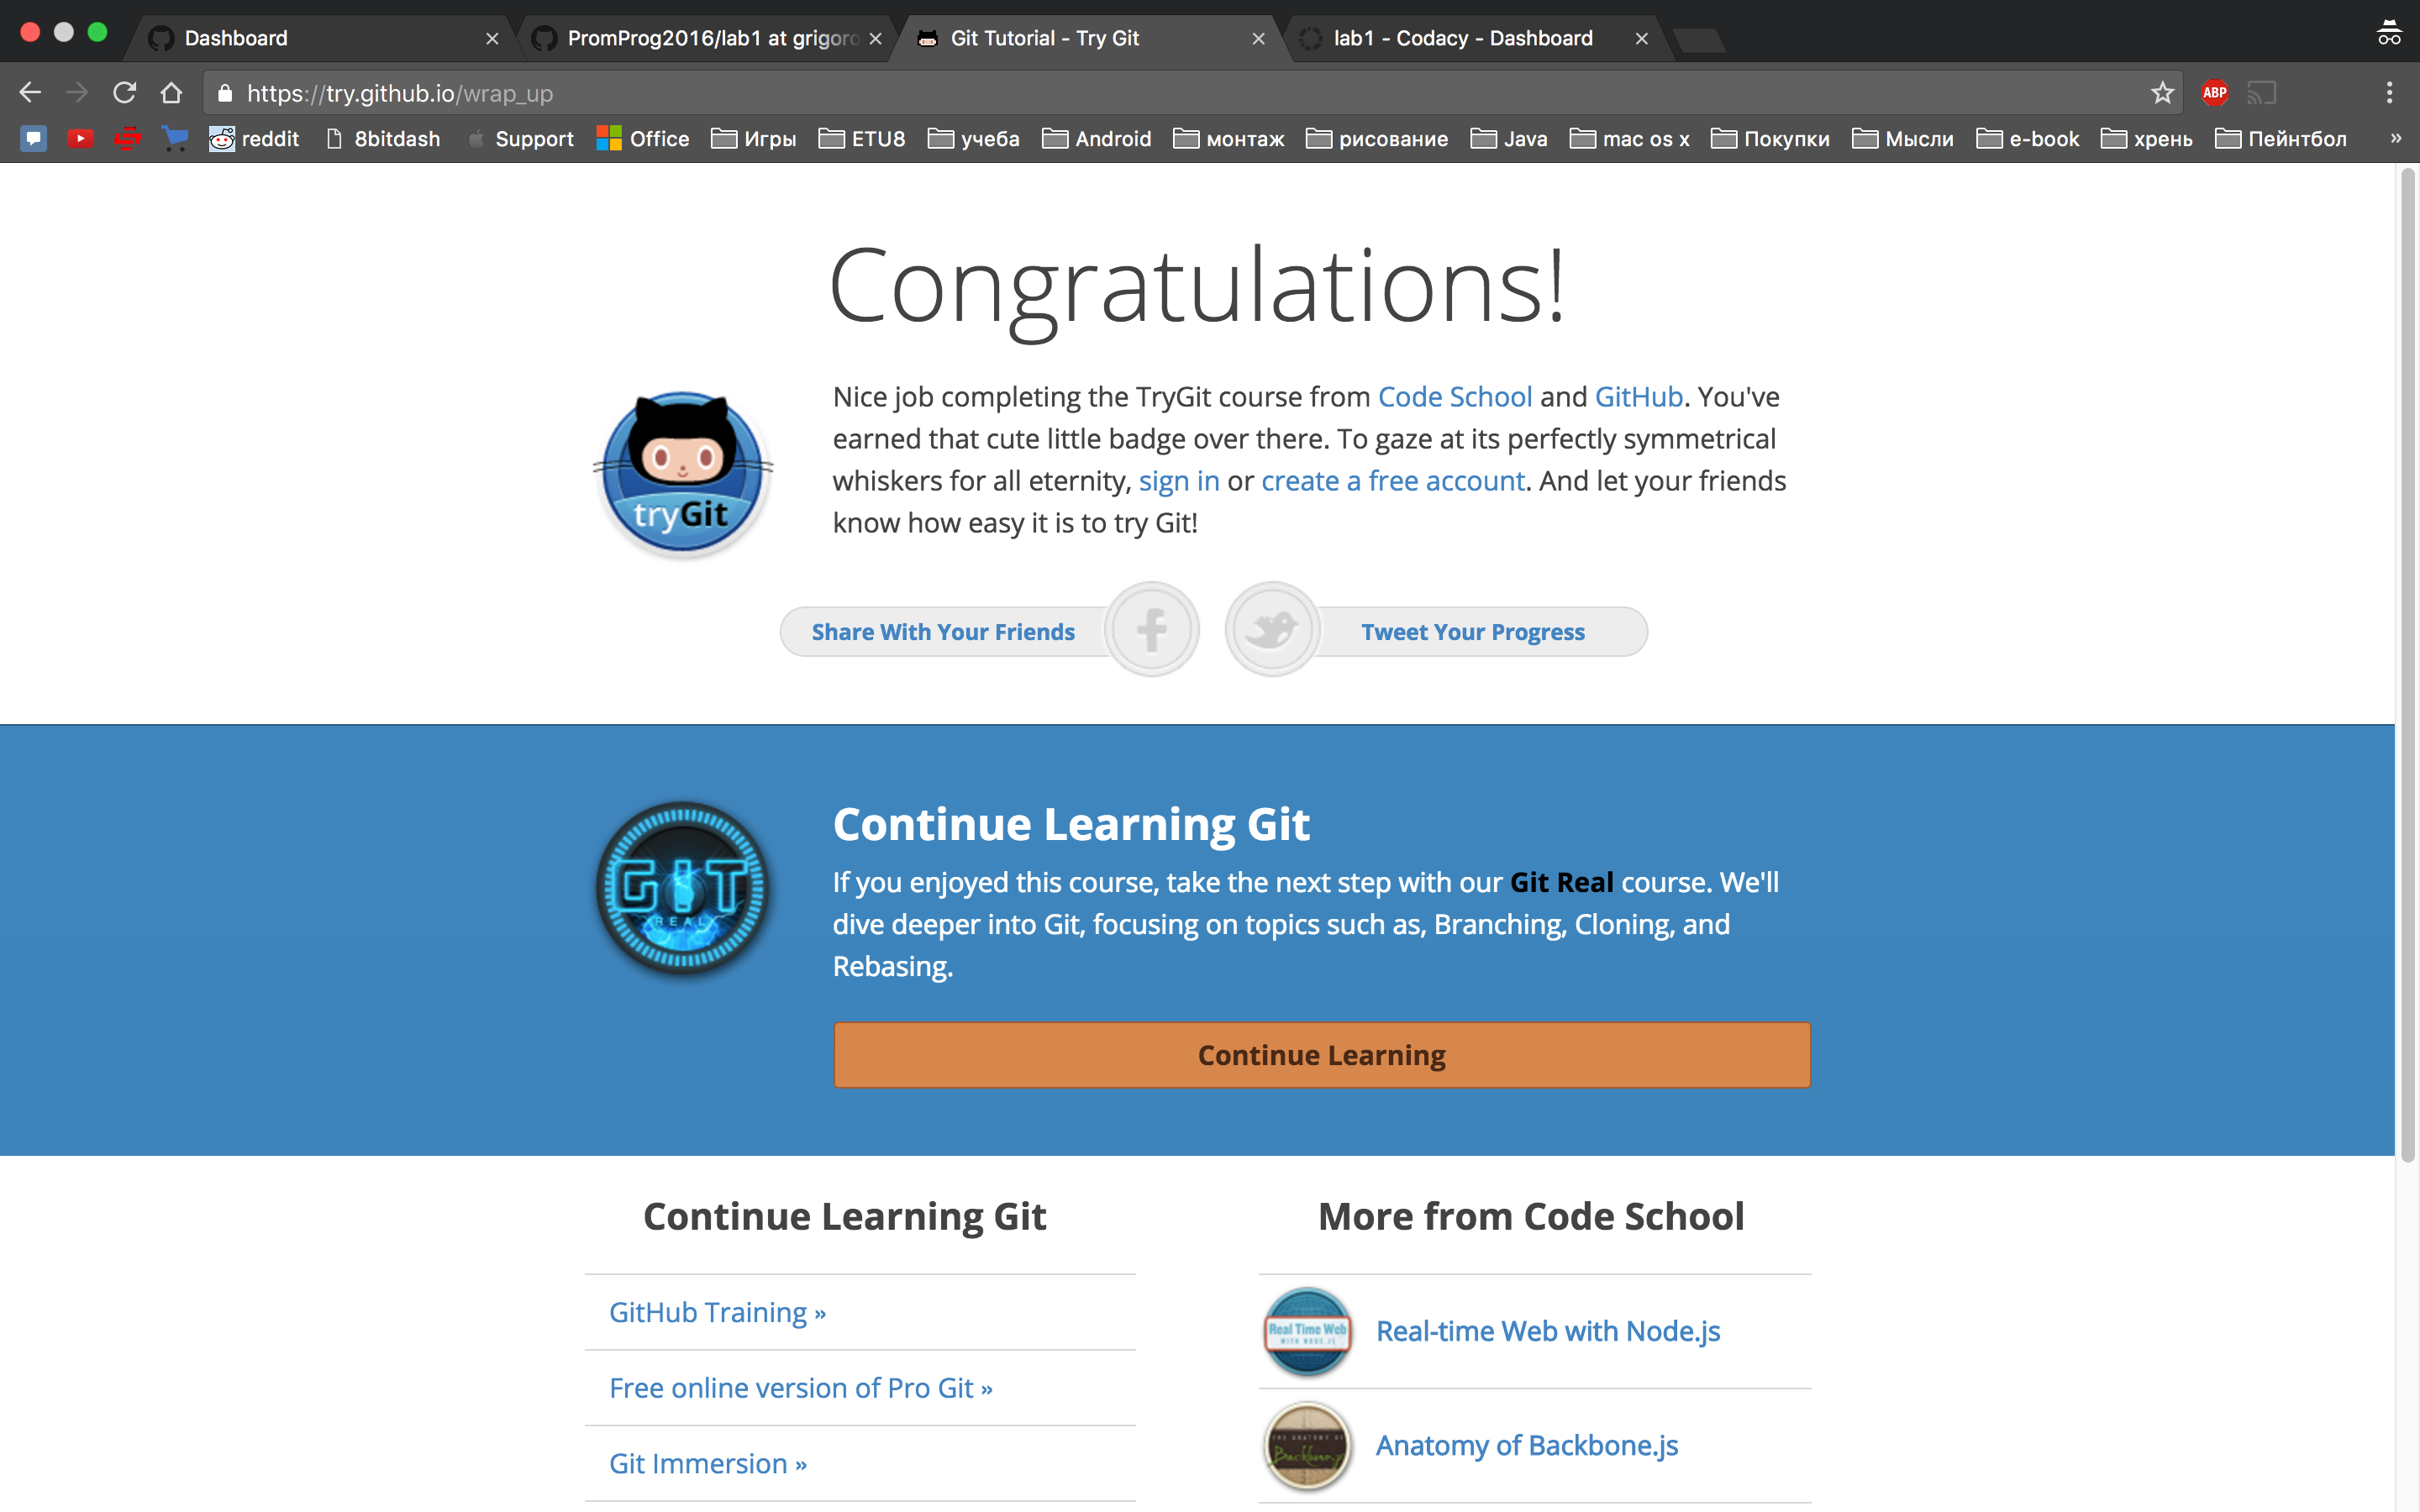 Dashboard
PromProg2016/lab1 at grigoro
Git Tutorial - Try Git
lab1 - Codacy - Dashboard
https://try.github.io/wrap_up
ABP
reddit
8bitdash
Support
Office
Игры
ETU8
учеба
Android
монтаж
рисование
Java
mac os x
Покупки
Мысли
e-book
хрень
Пейнтбол
»
Congratulations!
tryGit
Nice job completing the TryGit course from Code School and GitHub. You've
earned that cute little badge over there. To gaze at its perfectly symmetrical
whiskers for all eternity, sign in or create a free account. And let your friends
know how easy it is to try Git!
Share With Your Friends
Tweet Your Progress
GIT
REAL
Continue Learning Git
If you enjoyed this course, take the next step with our Git Real course. We'll
dive deeper into Git, focusing on topics such as, Branching, Cloning, and
Rebasing.
Continue Learning
Continue Learning Git
GitHub Training »
Free online version of Pro Git »
Git Immersion »
More from Code School
Real Time Web
WITH NODE.JS
Real-time Web with Node.js
THE ANATOMY OF
Backbone.js
Anatomy of Backbone.js